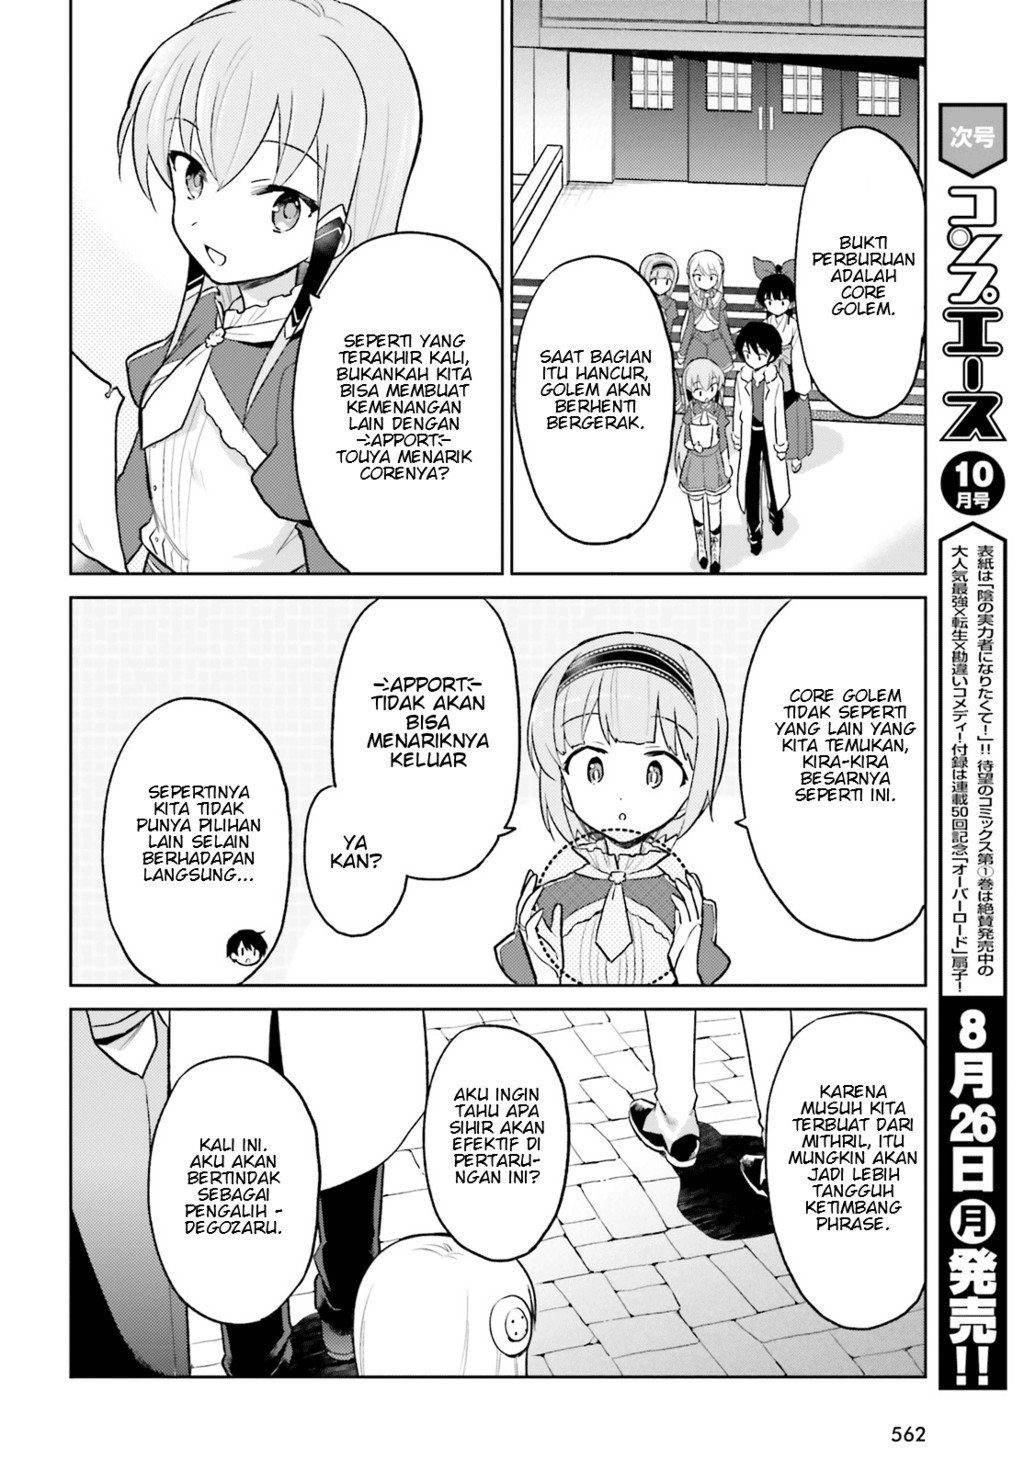 BUKTI
PERBURUAN
ADALAH
CORE
GOLEM.
SAAT BAGIAN
ITU HANCUR,
GOLEM AKAN
BERHENTI
BERGERAK.
SEPERTI YANG
TERAKHIR KALI,
BUKANKAH KITA
BISA MEMBUAT
KEMENANGAN
LAIN DENGAN
APPORT
TOUYA MENARIK
CORENYA?
CORE GOLEM
TIDAK SEPERTI
YANG LAIN YANG
KITA TEMUKAN,
KIRA-KIRA
BESARNYA
SEPERTI INI.
APPORT
TIDAK AKAN
BISA
MENARIKNYA
KELUAR
YA
KAN?
SEPERTINYA
KITA TIDAK
PUNYA PILIHAN
LAIN SELAIN
BERHADAPAN
LANGSUNG...
KARENA
MUSUH KITA
TERBUAT DARI
MITHRIL, ITU
MUNGKIN AKAN
JADI LEBIH
TANGGUH
KETIMBANG
PHRASE.
AKU INGIN
TAHU APA
SIHIR AKAN
EFEKTIF DI
PERTARU-
NGAN INI?
KALI INI.
AKU AKAN
BERTINDAK
SEBAGAI
PENGALIH -
DEGOZARU.
次号
コンプエース
10
月号
表紙は「陰の実力者になりたくて!」!! 待望のコミックス第①巻は絶賛発売中の
大人気最強×転生×勘違いコメディ!付録は連載50回記念「オーバーロード」扇子!
8月26日(月)発売!!
562